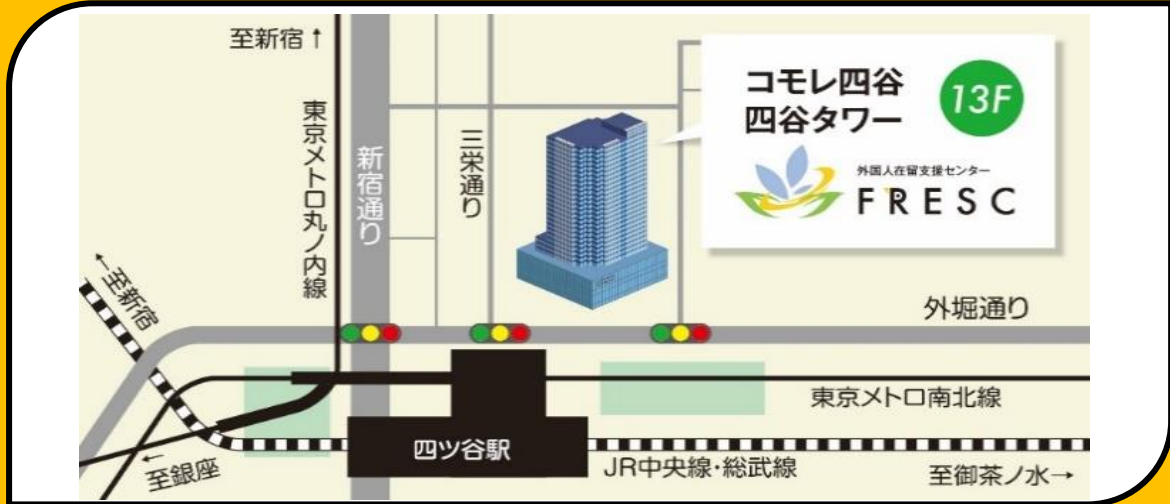 至新宿↑
東京メトロ丸ノ内線
新宿通り
三栄通り
コモレ四谷
四谷タワー
13F
外国人在留支援センター
FRESC
←至新宿
外堀通り
東京メトロ南北線
四ツ谷駅
←
至銀座
JR中央線・総武線
至御茶ノ水→